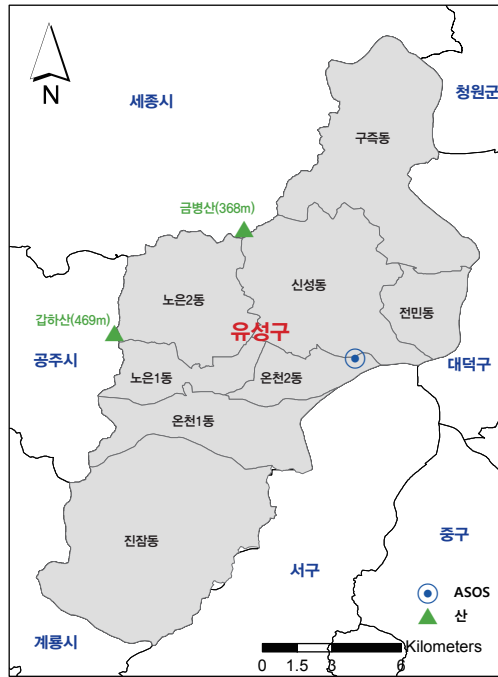 N
세종시
청원군
구즉동
금병산(368m)
신성동
노은2동
전민동
갑하산(469m)
유성구
공주시
대덕구
노은1동
온천2동
온천1동
진잠동
중구
서구
ASOS
산
계룡시
Kilometers
0 1.5 3 6